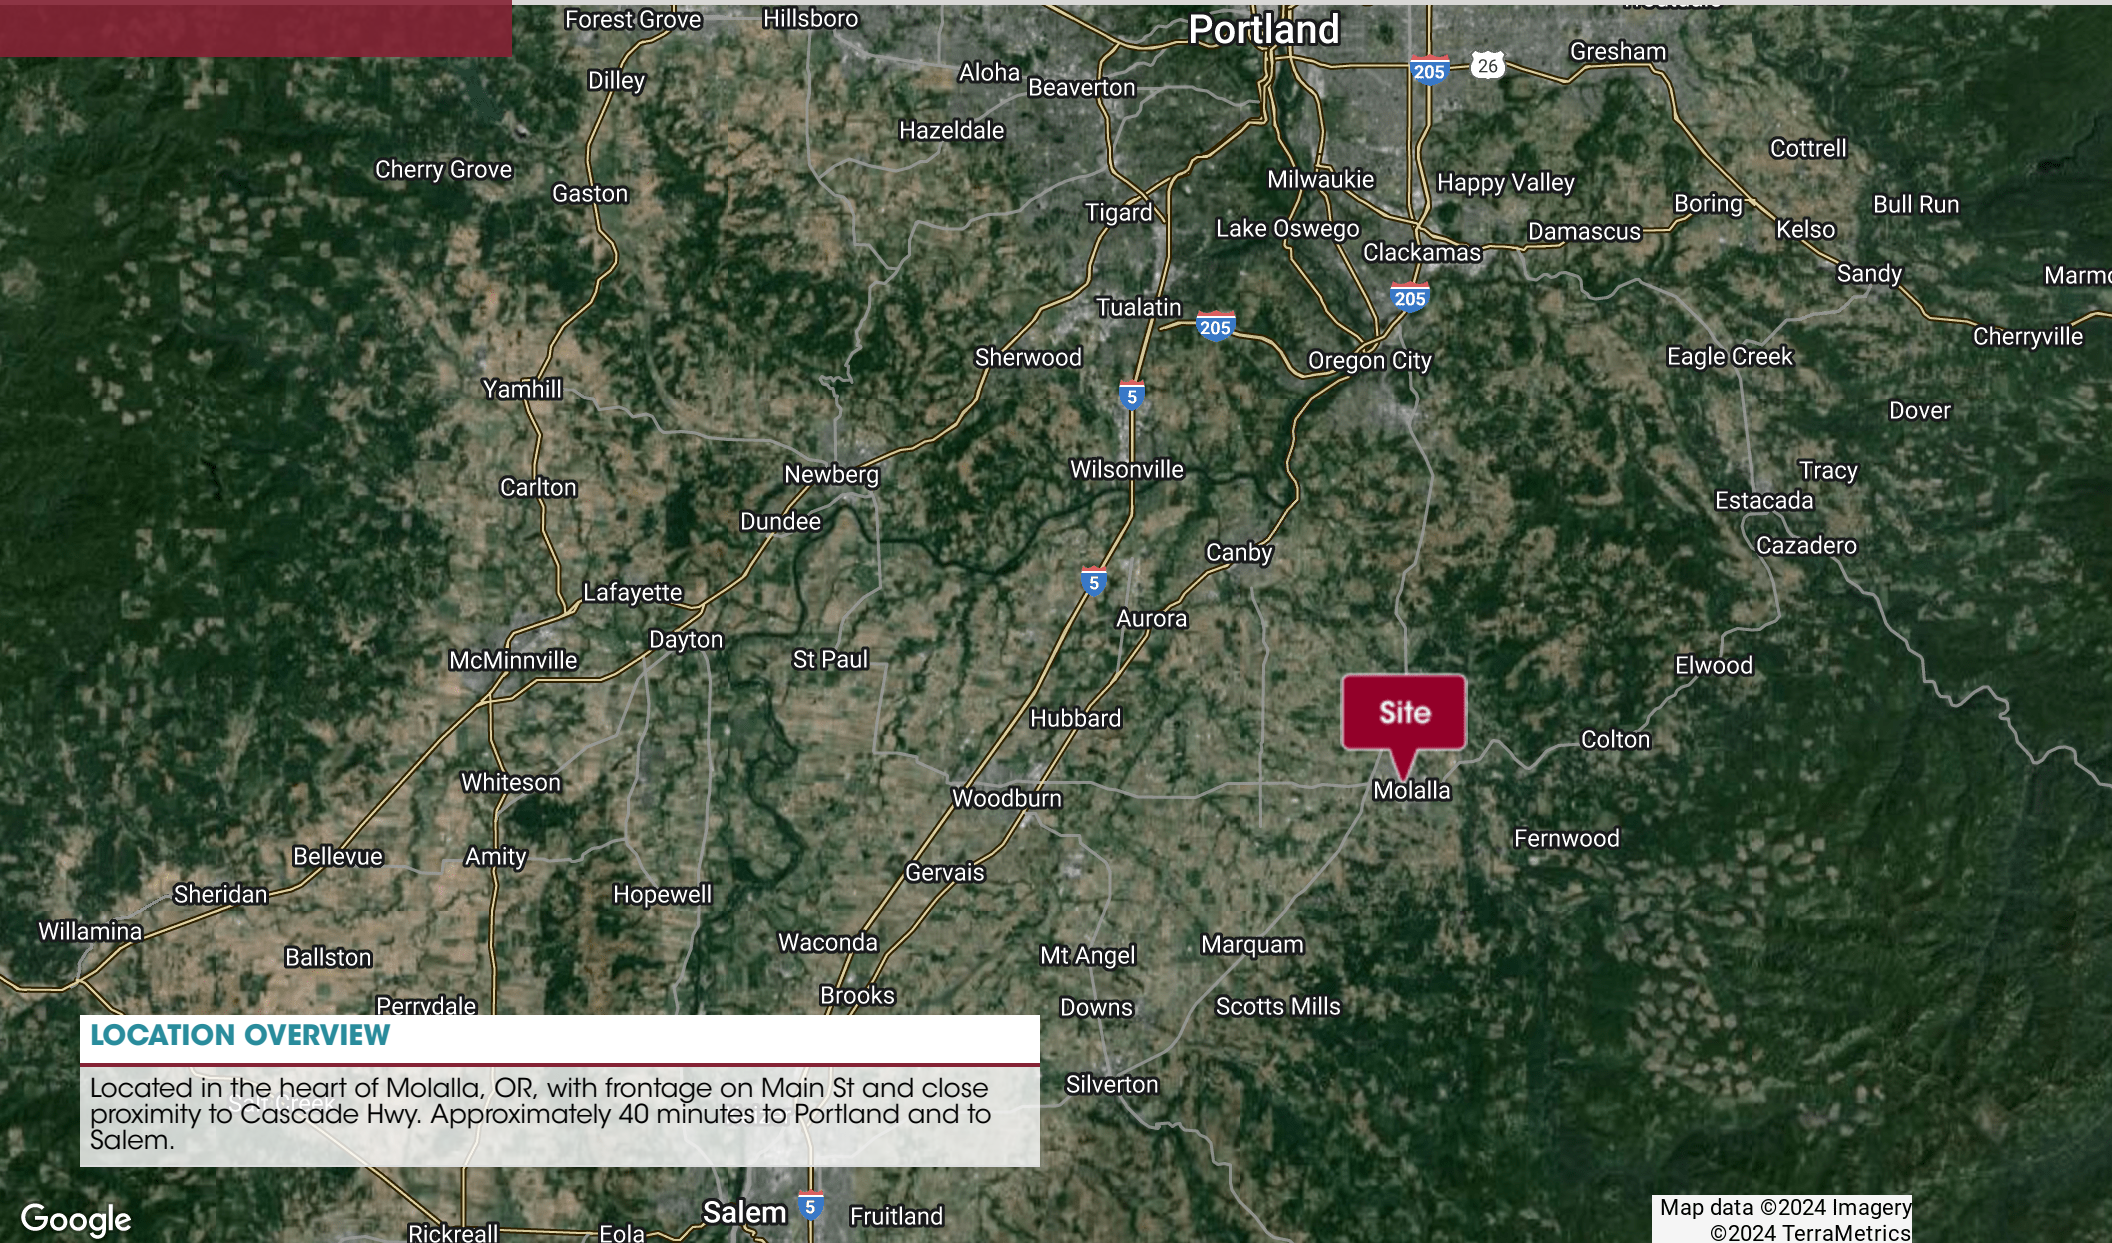 Forest Grove
Hillsboro
Portland
Gresham
205
26
Dilley
Aloha
Beaverton
Hazeldale
Cottrell
Cherry Grove
Gaston
Milwaukie
Happy Valley
Tigard
Boring
Bull Run
Lake Oswego
Damascus
Kelso
Clackamas
Sandy
Marmo
205
Tualatin
205
Cherryville
Sherwood
Oregon City
Eagle Creek
Yamhill
5
Dover
Newberg
Wilsonville
Tracy
Carlton
Estacada
Dundee
Canby
Cazadero
5
Lafayette
Aurora
Dayton
McMinnville
St Paul
Elwood
Hubbard
Site
Colton
Whiteson
Woodburn
Molalla
Fernwood
Bellevue
Amity
Gervais
Sheridan
Hopewell
Willamina
Waconda
Marquam
Ballston
Mt Angel
Brooks
Perrydale
Downs
Scotts Mills
LOCATION OVERVIEW
Located in the heart of Molalla, OR, with frontage on Main St and close
proximity to Cascade Hwy. Approximately 40 minutes to Portland and to
Salem.
Salt Creek
Silverton
Salem
5
Fruitland
Google
Rickreall
Eola
Map data ©2024 Imagery
©2024 TerraMetrics